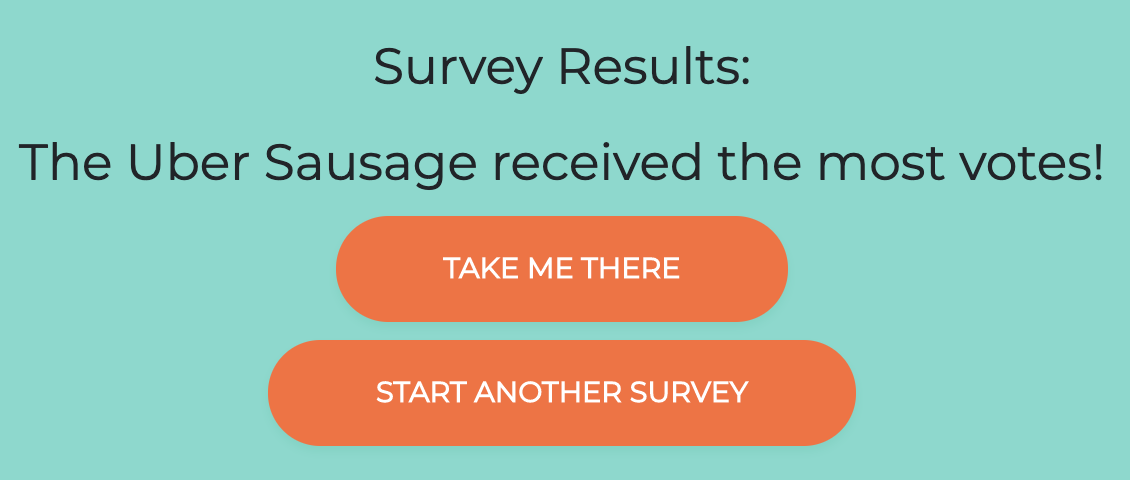 Survey Results:
The Uber Sausage received the most votes!
TAKE ME THERE
START ANOTHER SURVEY